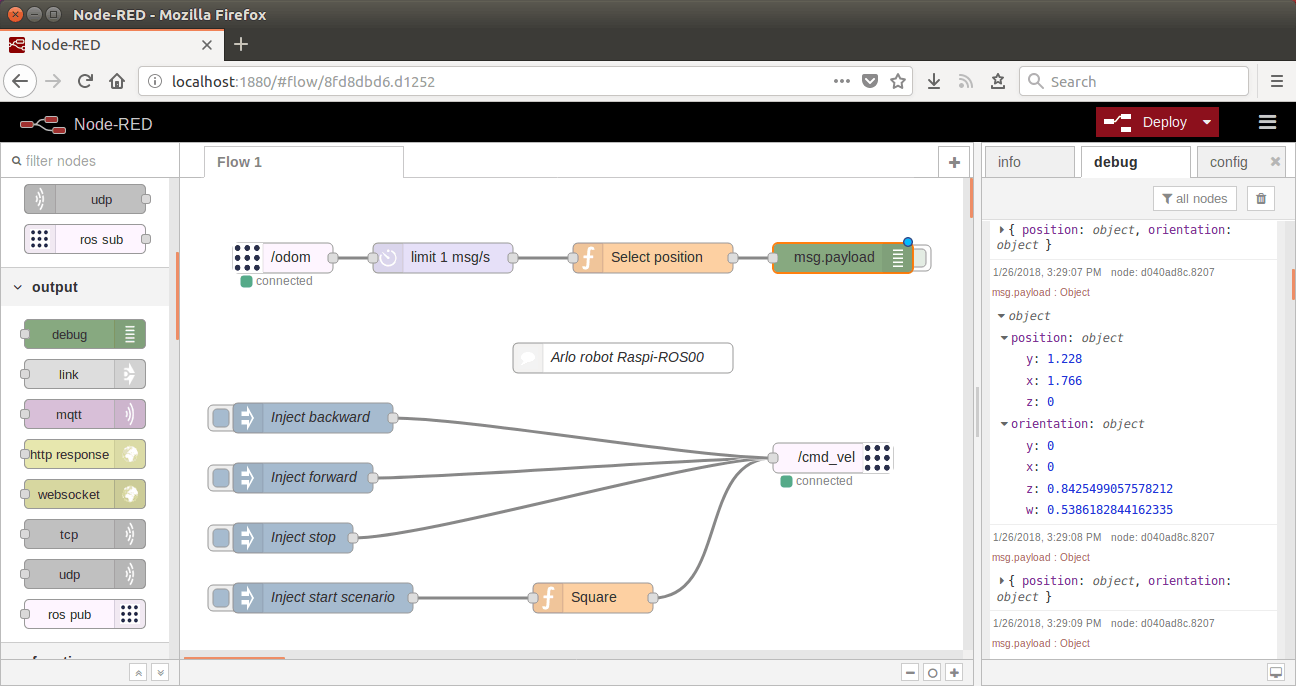 Node-RED - Mozilla Firefox
Node-RED
localhost:1880/#flow/8fd8dbd6.d1252
Search
Node-RED
Deploy
filter nodes
udp
ros sub
output
debug
link
mqtt
http response
websocket
tcp
udp
ros pub
Flow 1
/odom
connected
limit 1 msg/s
Select position
msg.payload
Arlo robot Raspi-ROS00
Inject backward
Inject forward
Inject stop
Inject start scenario
Square
/cmd_vel
connected
info
debug
config
all nodes
{ position: object, orientation:
object }
1/26/2018, 3:29:07 PM node: d040ad8c.8207
msg.payload : Object
object
position: object
y: 1.228
x: 1.766
z: 0
orientation: object
y: 0
x: 0
z: 0.8425499057578212
w: 0.5386182844162335
1/26/2018, 3:29:08 PM node: d040ad8c.8207
msg.payload : Object
{ position: object, orientation:
object }
1/26/2018, 3:29:09 PM node: d040ad8c.8207
msg.payload : Object